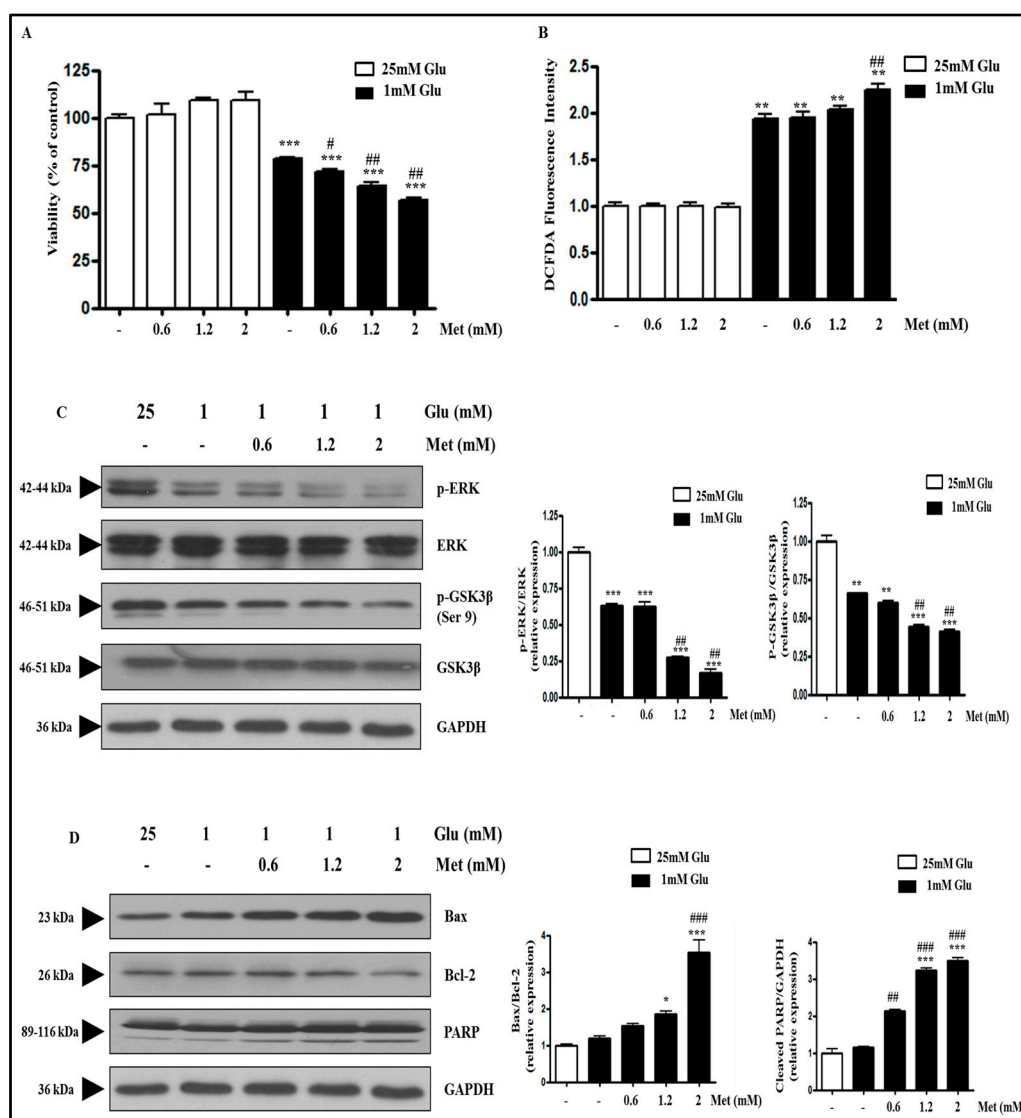 A
Viability (% of control)
125
100
75
50
25
0
25mM Glu
1mM Glu
***
#
***
##
***
##
***
- 0.6 1.2 2 - 0.6 1.2 2 Met (mM)
B
DCFDA Fluorescence Intensity
2.5
2.0
1.5
1.0
0.5
0.0
25mM Glu
1mM Glu
**
**
**
##
**
- 0.6 1.2 2 - 0.6 1.2 2 Met (mM)
C
25 1 1 1 1 Glu (mM)
- - 0.6 1.2 2 Met (mM)
42-44 kDa p-ERK
42-44 kDa ERK
46-51 kDa p-GSK3β
(Ser 9)
46-51 kDa GSK3β
36 kDa GAPDH
25mM Glu
1mM Glu
p-ERK/ERK
(relative expression)
1.25
1.00
0.75
0.50
0.25
0.00
***
***
##
***
##
***
- - 0.6 1.2 2 Met (mM)
25mM Glu
1mM Glu
P-GSK3β/GSK3β
(relative expression)
1.25
1.00
0.75
0.50
0.25
0.00
**
**
##
***
##
***
- - 0.6 1.2 2 Met (mM)
D
25 1 1 1 1 Glu (mM)
- - 0.6 1.2 2 Met (mM)
23 kDa Bax
26 kDa Bcl-2
89-116 kDa PARP
36 kDa GAPDH
25mM Glu
1mM Glu
Bax/Bcl-2
(relative expression)
4
3
2
1
0
*
###
***
- - 0.6 1.2 2 Met (mM)
25mM Glu
1mM Glu
Cleaved PARP/GAPDH
(relative expression)
4
3
2
1
0
##
###
***
###
***
- - 0.6 1.2 2 Met (mM)